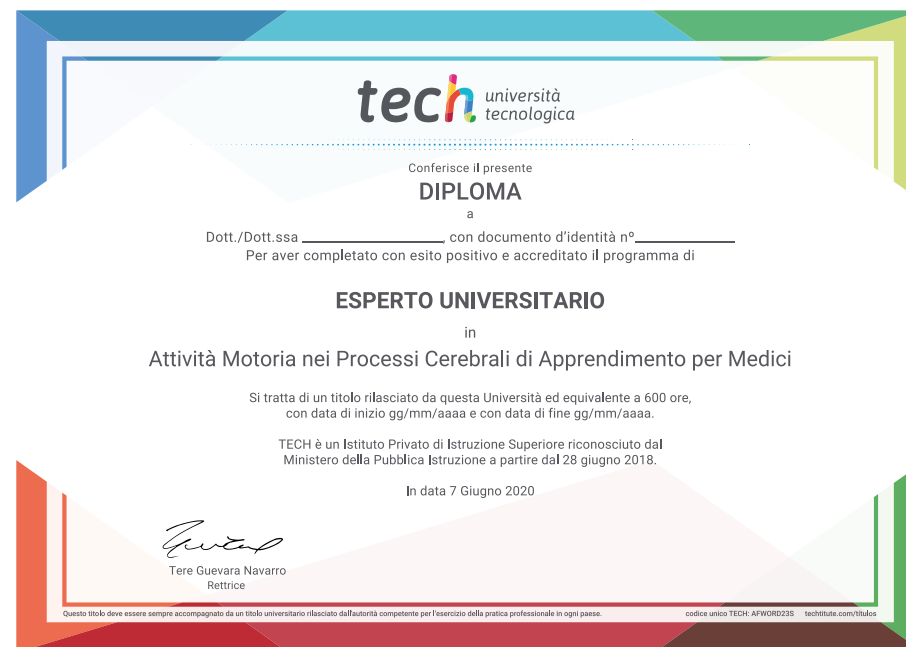 tech università
tecnologica
Conferisce il presente
DIPLOMA
a
Dott./Dott.ssa ____________________, con documento d'identità nº______________
Per aver completato con esito positivo e accreditato il programma di
ESPERTO UNIVERSITARIO
in
Attività Motoria nei Processi Cerebrali di Apprendimento per Medici
Si tratta di un titolo rilasciato da questa Università ed equivalente a 600 ore,
con data di inizio gg/mm/aaaa e con data di fine gg/mm/aaaa.
TECH è un Istituto Privato di Istruzione Superiore riconosciuto dal
Ministero della Pubblica Istruzione a partire dal 28 giugno 2018.
In data 7 Giugno 2020
Tere Guevara Navarro
Rettrice
Questo titolo deve essere sempre accompagnato da un titolo universitario rilasciato dall'autorità competente per l'esercizio della pratica professionale in ogni paese. codice unico TECH: AFWORD23S techtitute.com/titulos